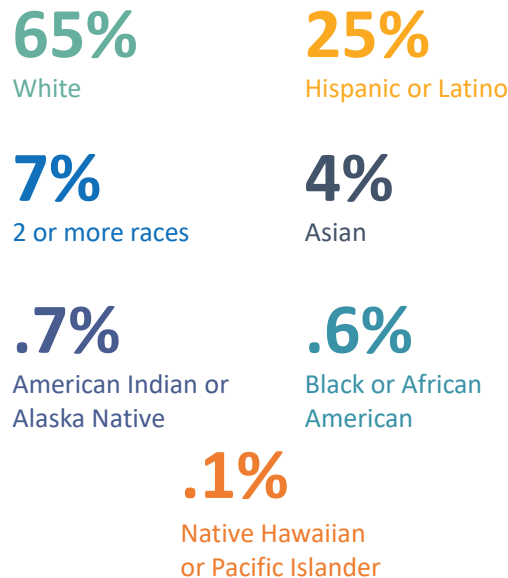 65%
White
25%
Hispanic or Latino
7%
2 or more races
4%
Asian
.7%
American Indian or
Alaska Native
.6%
Black or African
American
.1%
Native Hawaiian
or Pacific Islander